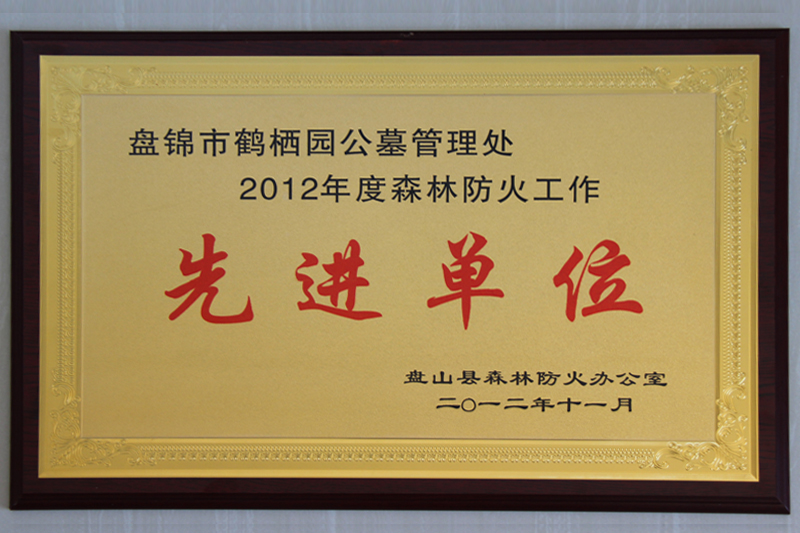 盘锦市鹤栖园公墓管理处
2012年度森林防火工作
先进单位
盘山县森林防火办公室
二〇一二年十一月